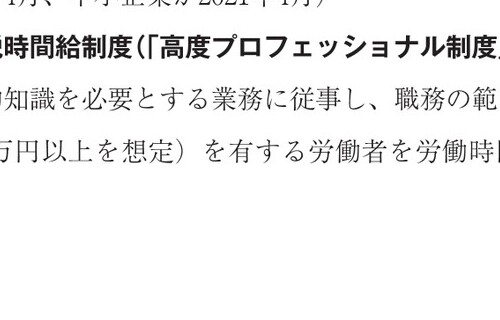 1月、中小企業が2021年4月）
脱時間給制度（「高度プロフェッショナル制度」
知識を必要とする業務に従事し、職務の範
万円以上を想定）を有する労働者を労働時